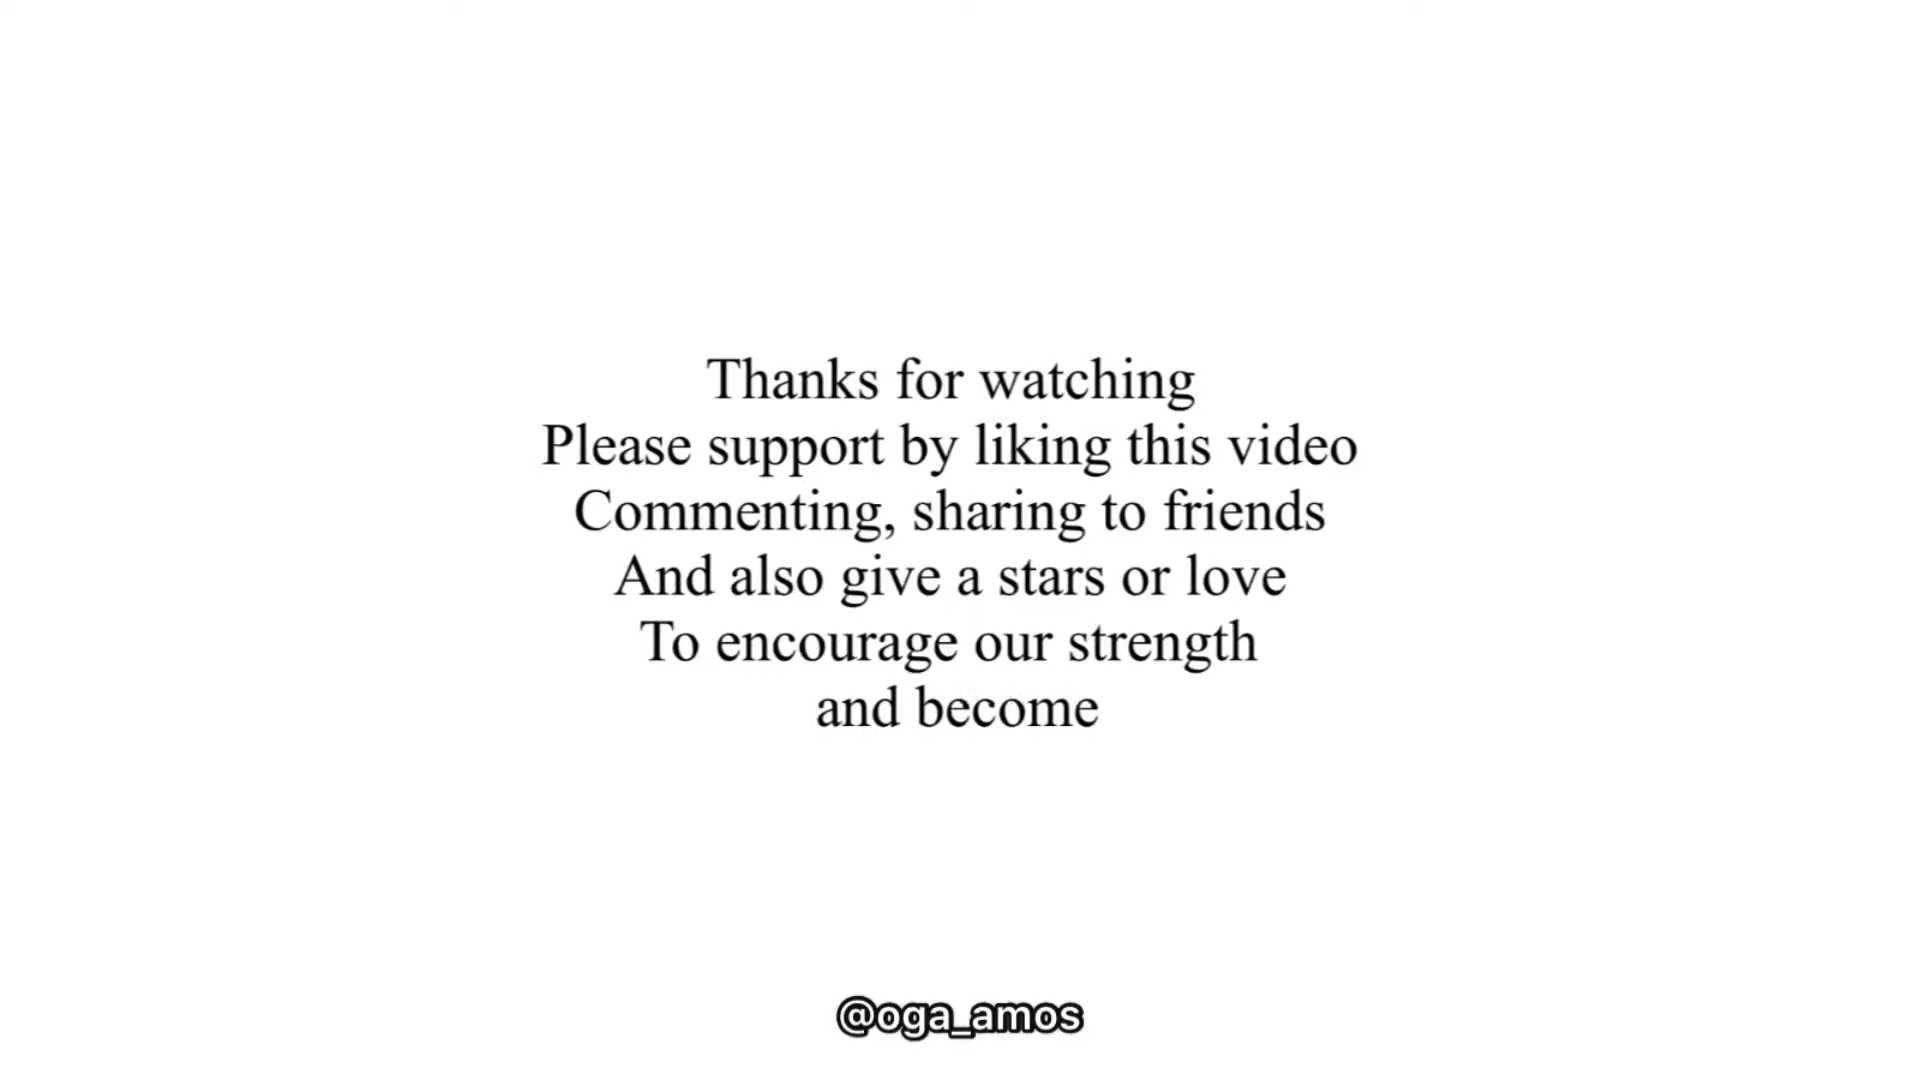 Thanks for watching
Please support by liking this video
Commenting, sharing to friends
And also give a stars or love
To encourage our strength
and become
@oga_amos